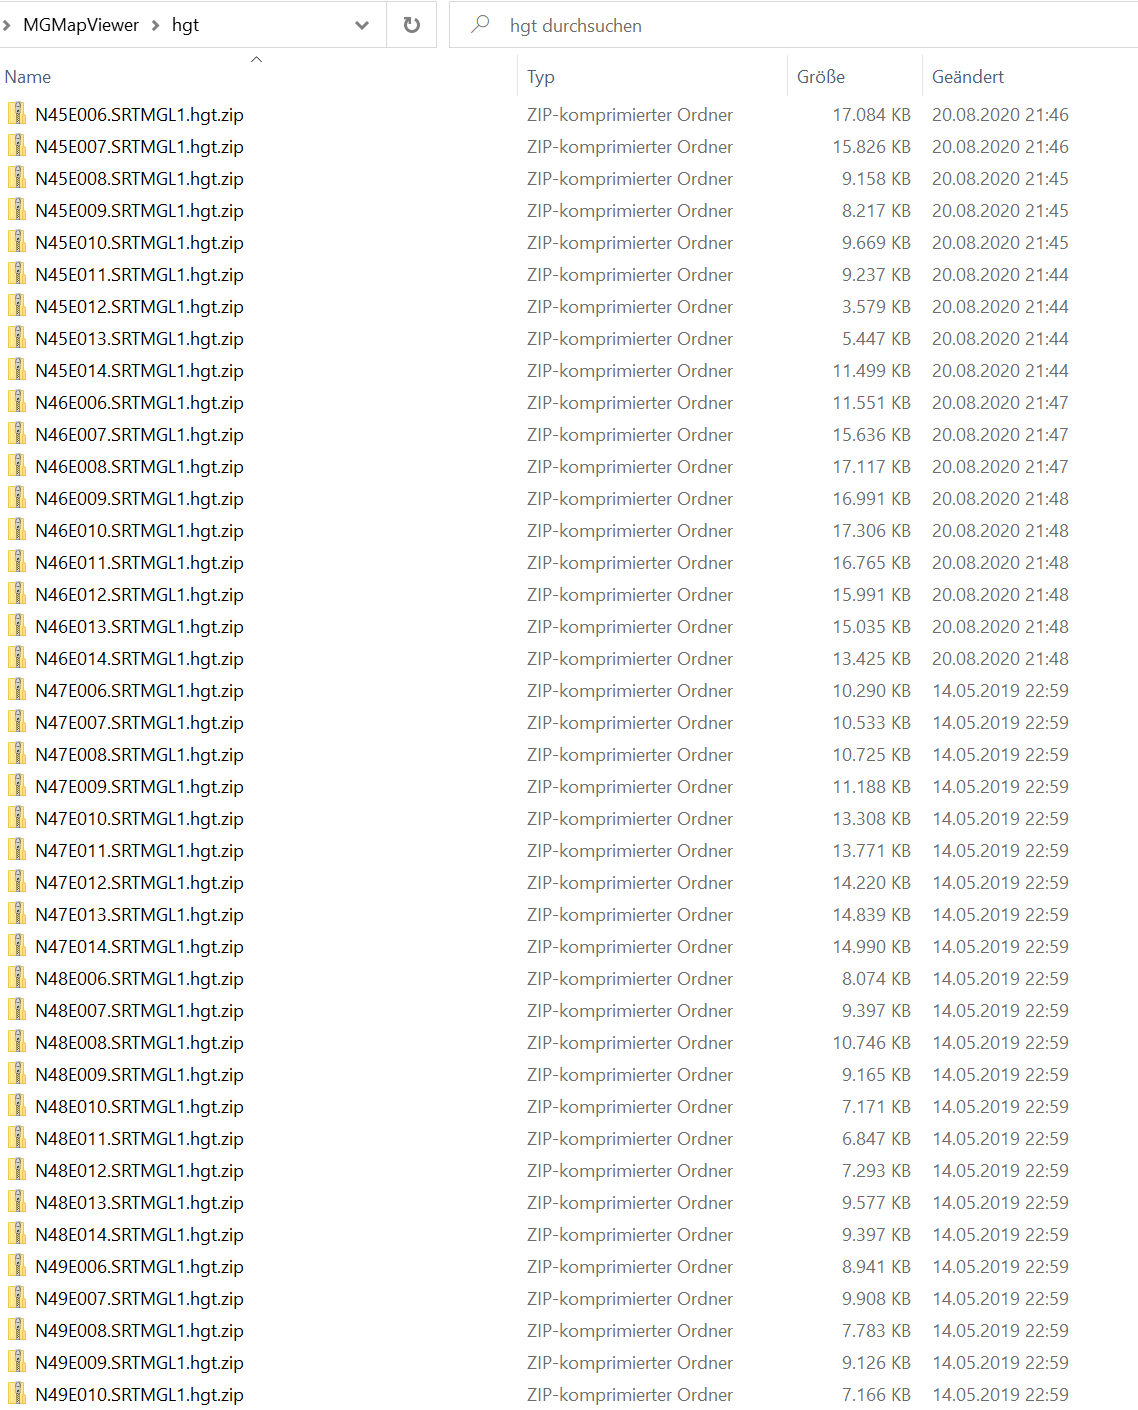 MGMapViewer > hgt hgt durchsuchen
Name Typ Größe Geändert
N45E006.SRTMGL1.hgt.zip ZIP-komprimierter Ordner 17.084 KB 20.08.2020 21:46
N45E007.SRTMGL1.hgt.zip ZIP-komprimierter Ordner 15.826 KB 20.08.2020 21:46
N45E008.SRTMGL1.hgt.zip ZIP-komprimierter Ordner 9.158 KB 20.08.2020 21:45
N45E009.SRTMGL1.hgt.zip ZIP-komprimierter Ordner 8.217 KB 20.08.2020 21:45
N45E010.SRTMGL1.hgt.zip ZIP-komprimierter Ordner 9.669 KB 20.08.2020 21:45
N45E011.SRTMGL1.hgt.zip ZIP-komprimierter Ordner 9.237 KB 20.08.2020 21:44
N45E012.SRTMGL1.hgt.zip ZIP-komprimierter Ordner 3.579 KB 20.08.2020 21:44
N45E013.SRTMGL1.hgt.zip ZIP-komprimierter Ordner 5.447 KB 20.08.2020 21:44
N45E014.SRTMGL1.hgt.zip ZIP-komprimierter Ordner 11.499 KB 20.08.2020 21:44
N46E006.SRTMGL1.hgt.zip ZIP-komprimierter Ordner 11.551 KB 20.08.2020 21:47
N46E007.SRTMGL1.hgt.zip ZIP-komprimierter Ordner 15.636 KB 20.08.2020 21:47
N46E008.SRTMGL1.hgt.zip ZIP-komprimierter Ordner 17.117 KB 20.08.2020 21:47
N46E009.SRTMGL1.hgt.zip ZIP-komprimierter Ordner 16.991 KB 20.08.2020 21:48
N46E010.SRTMGL1.hgt.zip ZIP-komprimierter Ordner 17.306 KB 20.08.2020 21:48
N46E011.SRTMGL1.hgt.zip ZIP-komprimierter Ordner 16.765 KB 20.08.2020 21:48
N46E012.SRTMGL1.hgt.zip ZIP-komprimierter Ordner 15.991 KB 20.08.2020 21:48
N46E013.SRTMGL1.hgt.zip ZIP-komprimierter Ordner 15.035 KB 20.08.2020 21:48
N46E014.SRTMGL1.hgt.zip ZIP-komprimierter Ordner 13.425 KB 20.08.2020 21:48
N47E006.SRTMGL1.hgt.zip ZIP-komprimierter Ordner 10.290 KB 14.05.2019 22:59
N47E007.SRTMGL1.hgt.zip ZIP-komprimierter Ordner 10.533 KB 14.05.2019 22:59
N47E008.SRTMGL1.hgt.zip ZIP-komprimierter Ordner 10.725 KB 14.05.2019 22:59
N47E009.SRTMGL1.hgt.zip ZIP-komprimierter Ordner 11.188 KB 14.05.2019 22:59
N47E010.SRTMGL1.hgt.zip ZIP-komprimierter Ordner 13.308 KB 14.05.2019 22:59
N47E011.SRTMGL1.hgt.zip ZIP-komprimierter Ordner 13.771 KB 14.05.2019 22:59
N47E012.SRTMGL1.hgt.zip ZIP-komprimierter Ordner 14.220 KB 14.05.2019 22:59
N47E013.SRTMGL1.hgt.zip ZIP-komprimierter Ordner 14.839 KB 14.05.2019 22:59
N47E014.SRTMGL1.hgt.zip ZIP-komprimierter Ordner 14.990 KB 14.05.2019 22:59
N48E006.SRTMGL1.hgt.zip ZIP-komprimierter Ordner 8.074 KB 14.05.2019 22:59
N48E007.SRTMGL1.hgt.zip ZIP-komprimierter Ordner 9.397 KB 14.05.2019 22:59
N48E008.SRTMGL1.hgt.zip ZIP-komprimierter Ordner 10.746 KB 14.05.2019 22:59
N48E009.SRTMGL1.hgt.zip ZIP-komprimierter Ordner 9.165 KB 14.05.2019 22:59
N48E010.SRTMGL1.hgt.zip ZIP-komprimierter Ordner 7.171 KB 14.05.2019 22:59
N48E011.SRTMGL1.hgt.zip ZIP-komprimierter Ordner 6.847 KB 14.05.2019 22:59
N48E012.SRTMGL1.hgt.zip ZIP-komprimierter Ordner 7.293 KB 14.05.2019 22:59
N48E013.SRTMGL1.hgt.zip ZIP-komprimierter Ordner 9.577 KB 14.05.2019 22:59
N48E014.SRTMGL1.hgt.zip ZIP-komprimierter Ordner 9.397 KB 14.05.2019 22:59
N49E006.SRTMGL1.hgt.zip ZIP-komprimierter Ordner 8.941 KB 14.05.2019 22:59
N49E007.SRTMGL1.hgt.zip ZIP-komprimierter Ordner 9.908 KB 14.05.2019 22:59
N49E008.SRTMGL1.hgt.zip ZIP-komprimierter Ordner 7.783 KB 14.05.2019 22:59
N49E009.SRTMGL1.hgt.zip ZIP-komprimierter Ordner 9.126 KB 14.05.2019 22:59
N49E010.SRTMGL1.hgt.zip ZIP-komprimierter Ordner 7.166 KB 14.05.2019 22:59